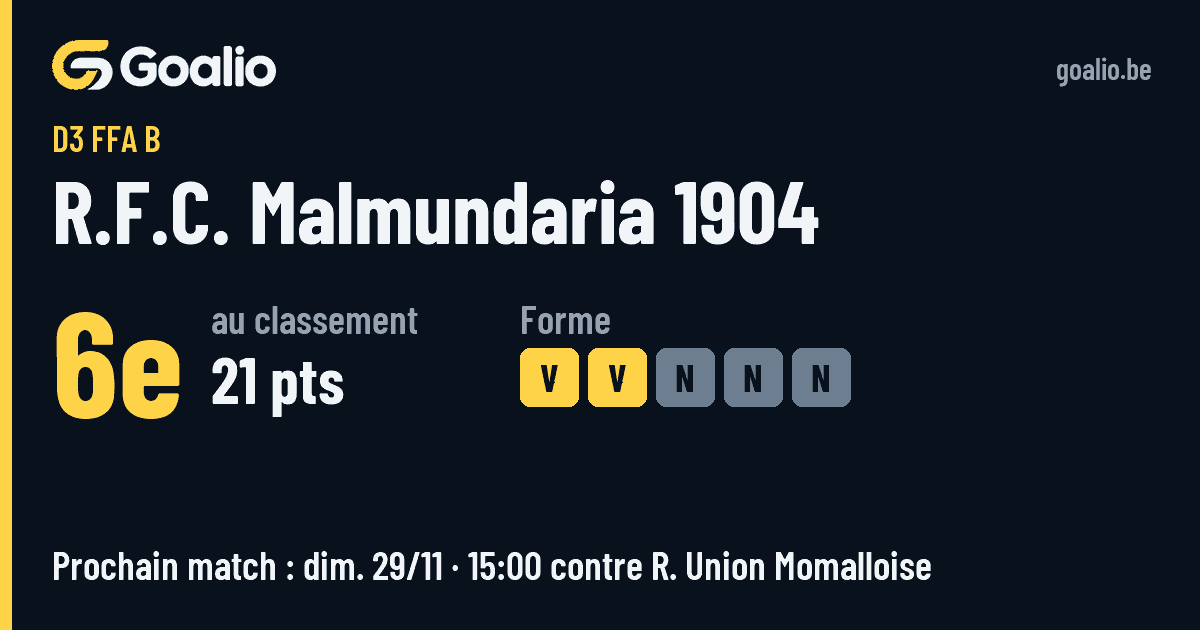 Goalio
goalio.be
D3 FFA B
R.F.C. Malmundaria 1904
6e
au classement
21 pts
Forme
V V N N N
Prochain match : dim. 29/11 · 15:00 contre R. Union Momalloise